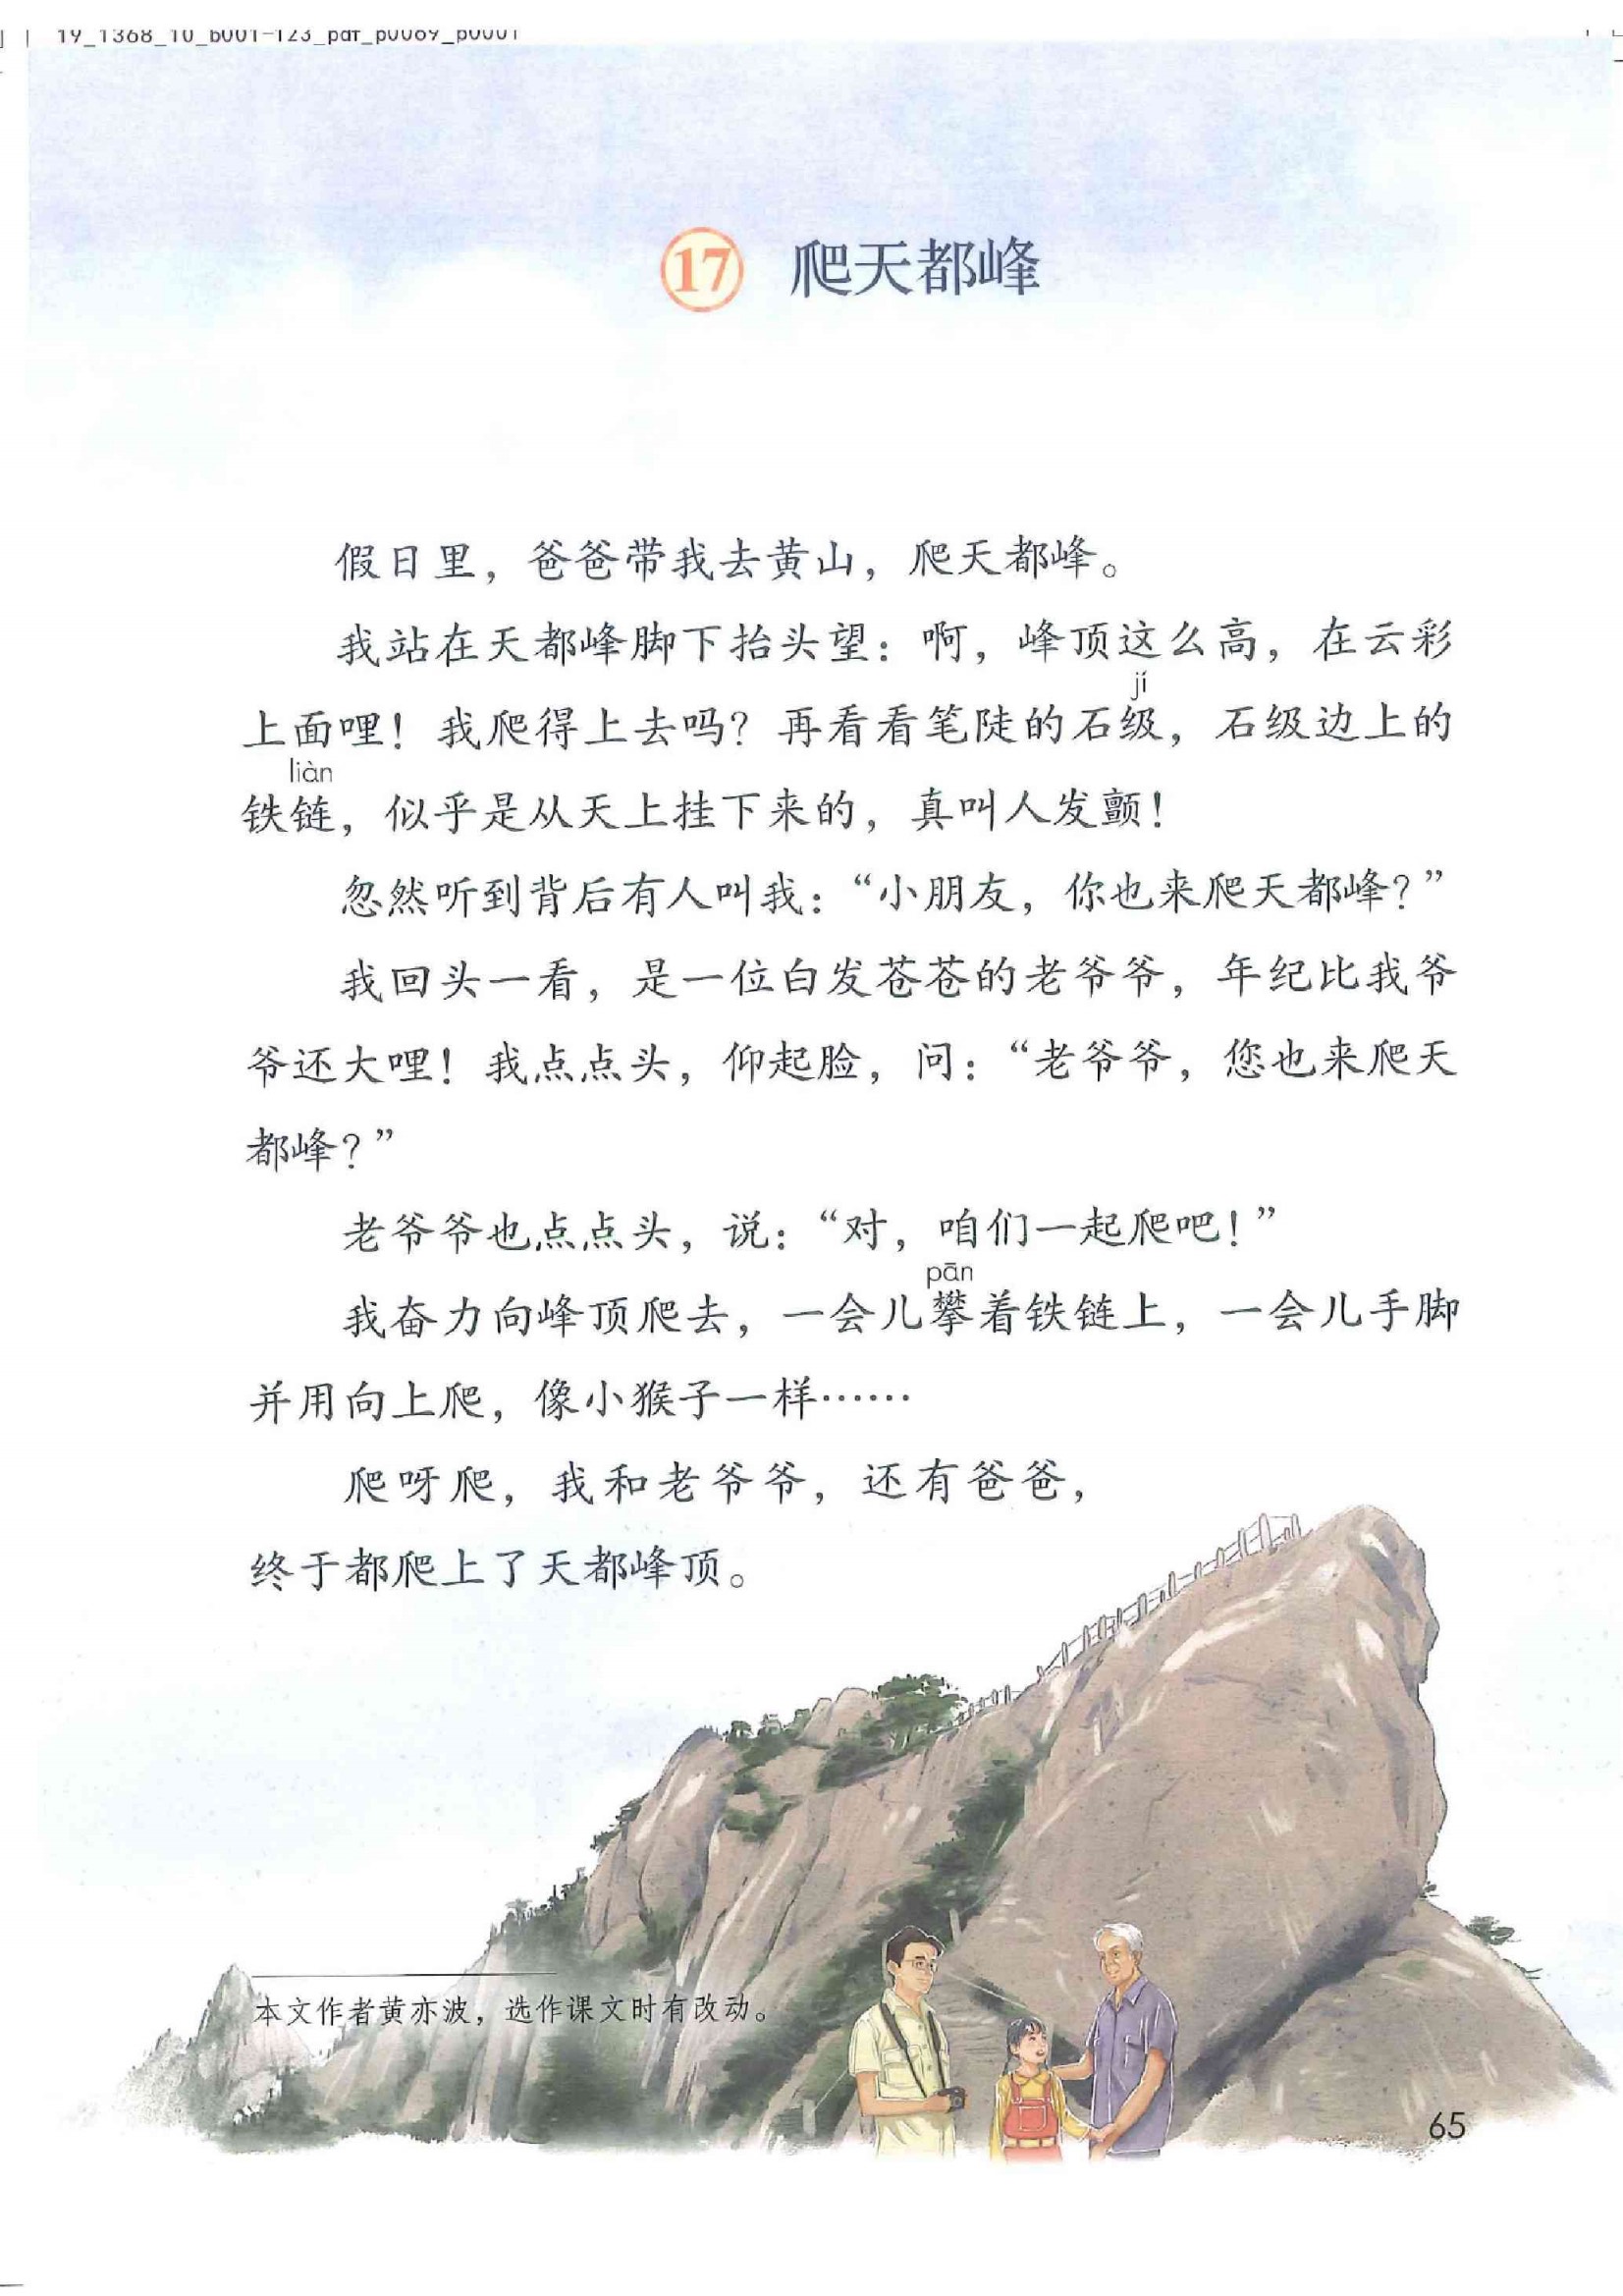 19_1368_10_b001-123_pdf_p0069_p0001
17 爬天都峰
假日里，爸爸带我去黄山，爬天都峰。
我站在天都峰脚下抬头望：啊，峰顶这么高，在云彩
jí
上面哩！我爬得上去吗？再看看笔陡的石级，石级边上的
liàn
铁链，似乎是从天上挂下来的，真叫人发颤！
忽然听到背后有人叫我：“小朋友，你也来爬天都峰？”
我回头一看，是一位白发苍苍的老爷爷，年纪比我爷
爷还大哩！我点点头，仰起脸，问：“老爷爷，您也来爬天
都峰？”
老爷爷也点点头，说：“对，咱们一起爬吧！”
pān
我奋力向峰顶爬去，一会儿攀着铁链上，一会儿手脚
并用向上爬，像小猴子一样……
爬呀爬，我和老爷爷，还有爸爸，
终于都爬上了天都峰顶。
本文作者黄亦波，选作课文时有改动。
65